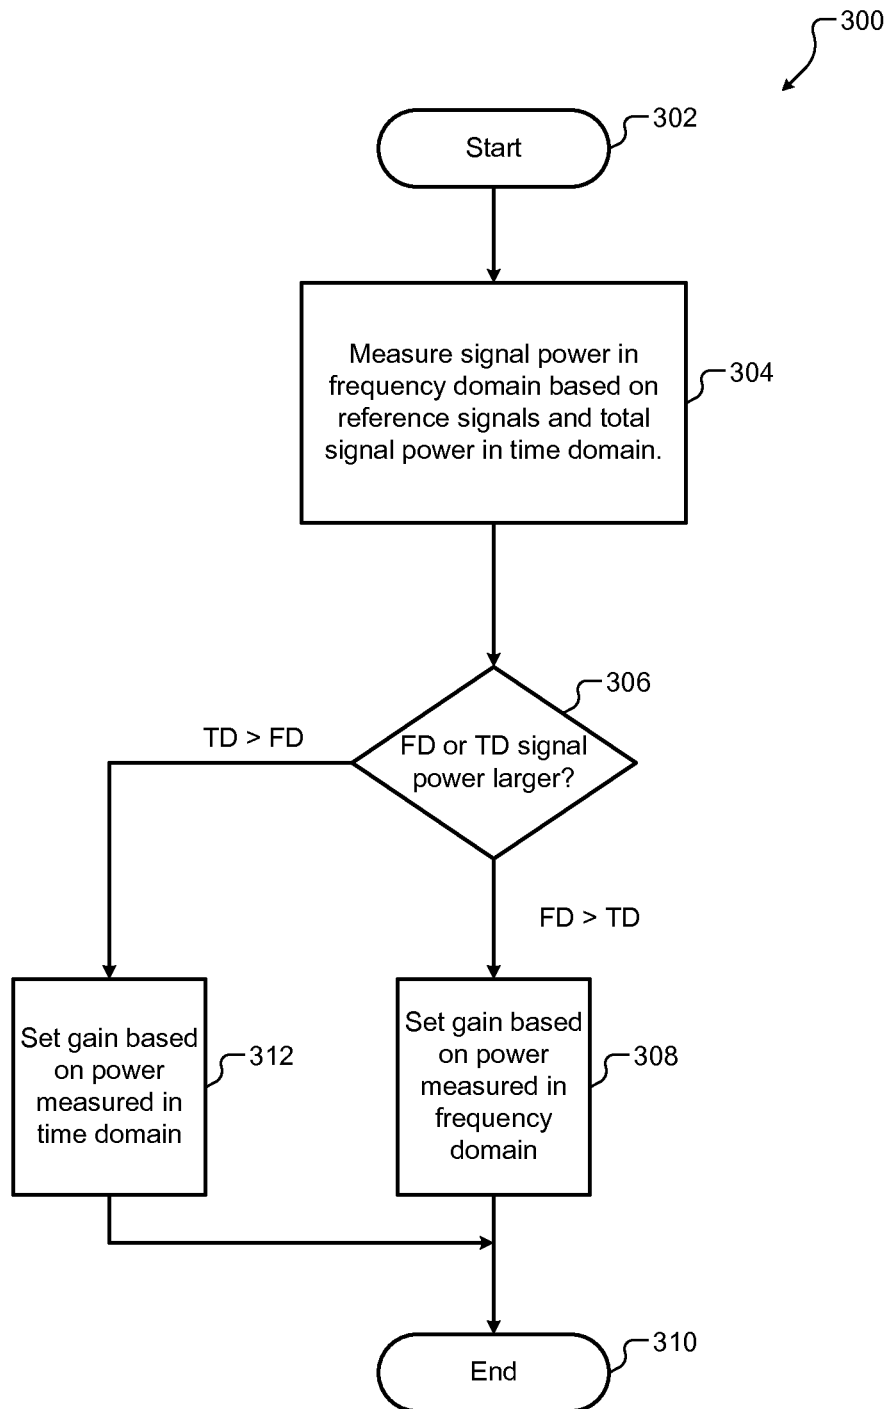 300
Start
302
Measure signal power in
frequency domain based on
reference signals and total
signal power in time domain.
304
306
FD or TD signal
power larger?
TD > FD
FD > TD
Set gain based
on power
measured in
time domain
312
Set gain based
on power
measured in
frequency
domain
308
End
310